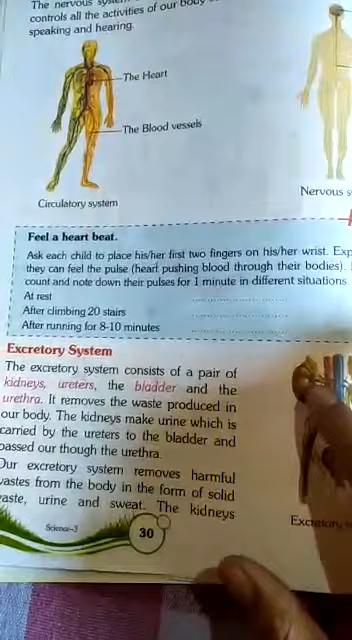 The nervous system
controls all the activities of our body
speaking and hearing.
The Heart
The Blood vessels
Circulatory system
Nervous s
Feel a heart beat.
Ask each child to place his/her first two fingers on his/her wrist. Exp
they can feel the pulse (heart pushing blood through their bodies).
count and note down their pulses for 1 minute in different situations
At rest ..............................
After climbing 20 stairs ..............................
After running for 8-10 minutes ..............................
Excretory System
The excretory system consists of a pair of
kidneys, ureters, the bladder and the
urethra. It removes the waste produced in
our body. The kidneys make urine which is
carried by the ureters to the bladder and
passed our though the urethra.
Our excretory system removes harmful
wastes from the body in the form of solid
waste, urine and sweat. The kidneys
Excretory
Science-3
30